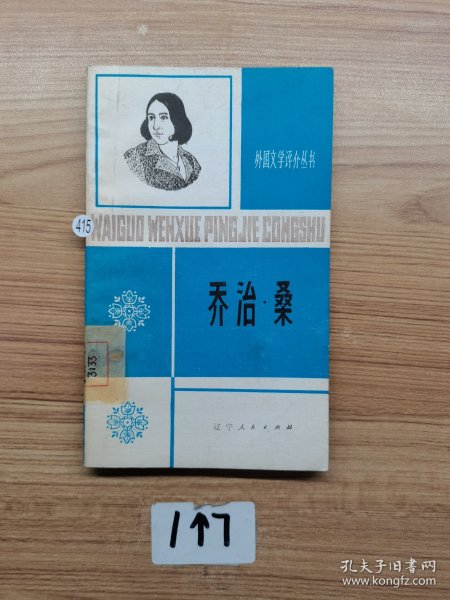 外国文学评介丛书
WAIGUO WENXUE PINGJIE CONGSHU
415
乔治·桑
3133
辽宁人民出版社
1个7
孔夫子旧书网
www.kongfz.com